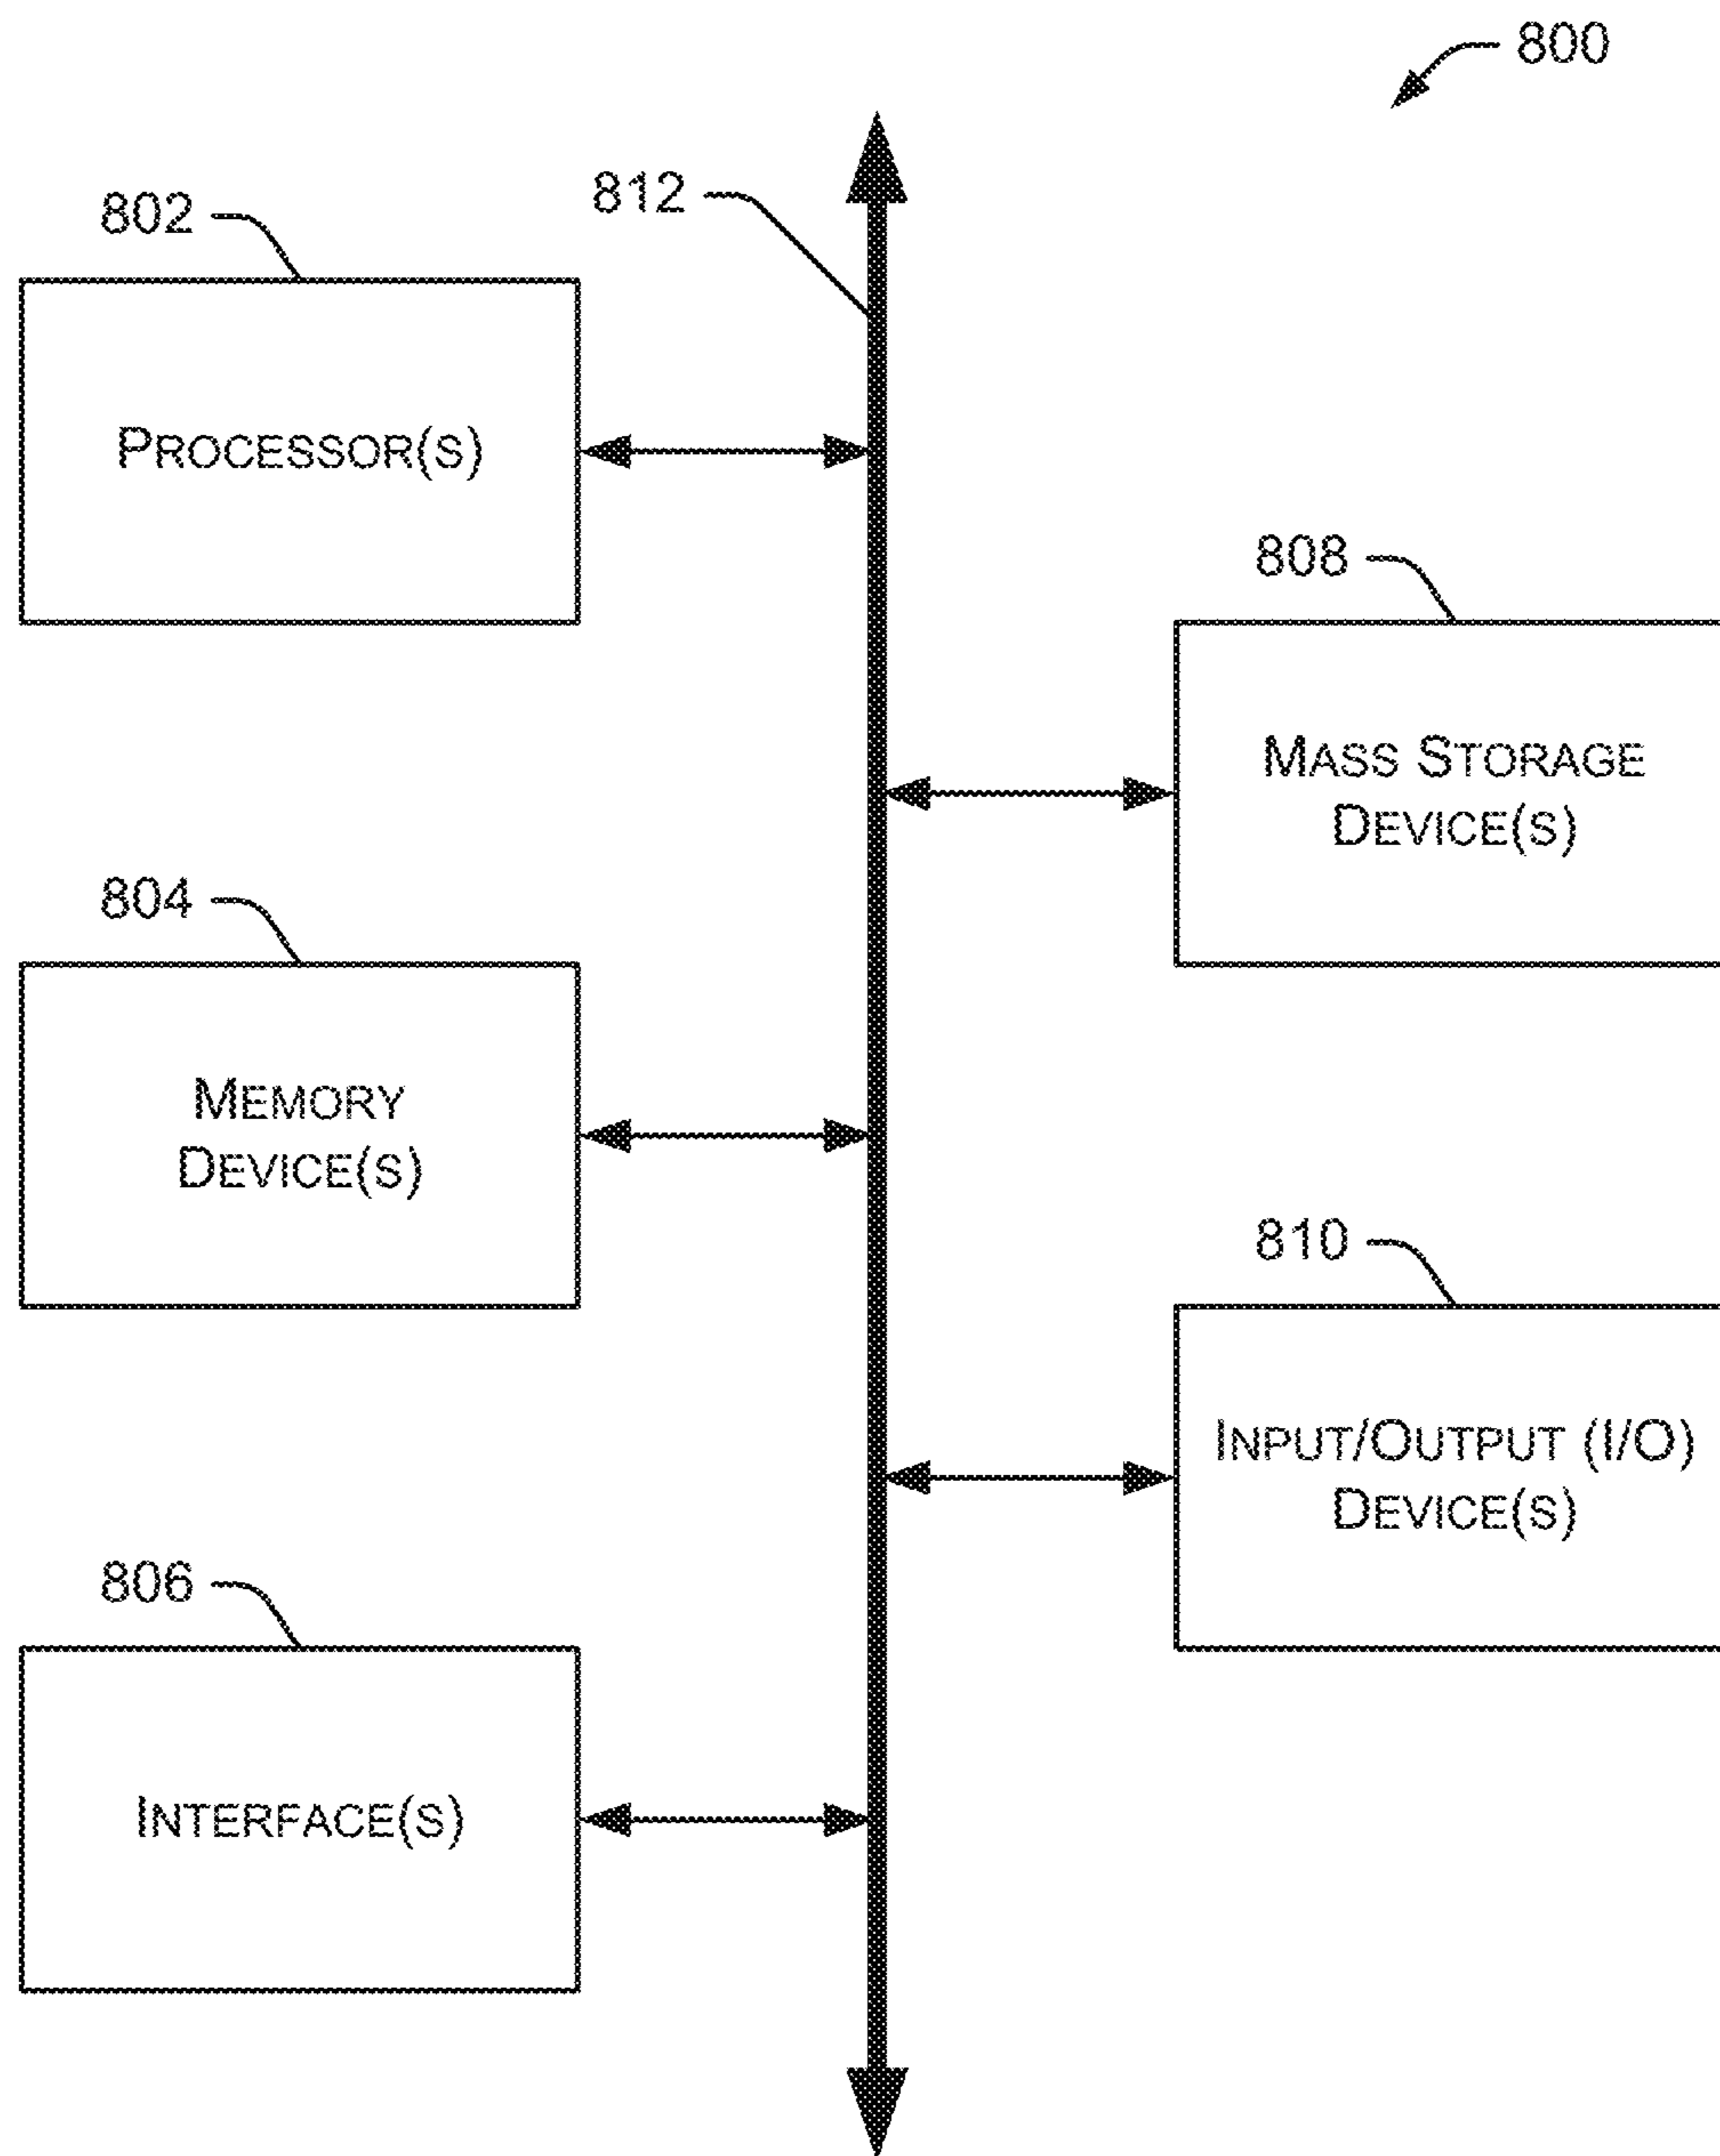 800
812
802
PROCESSOR(S)
808
MASS STORAGE
DEVICE(S)
804
MEMORY
DEVICE(S)
810
INPUT/OUTPUT (I/O)
DEVICE(S)
806
INTERFACE(S)